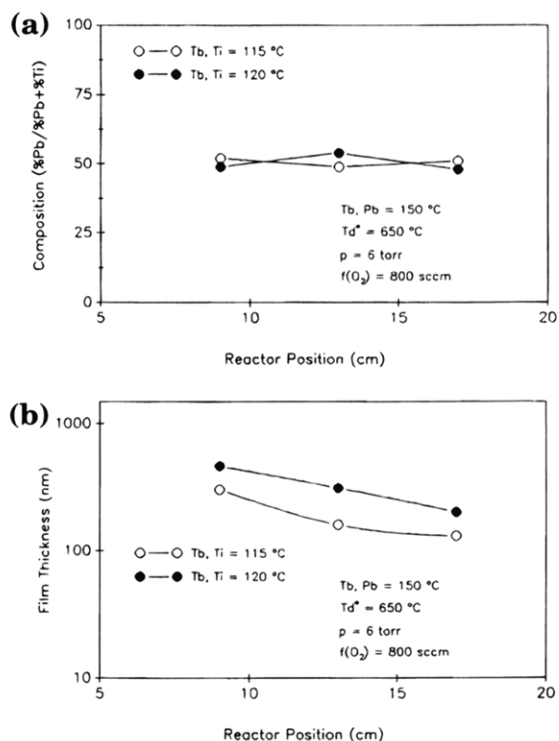 (a)
100
75
50
25
0
Composition (%Pb/%Pb+%Ti)
Tb, Ti = 115 °C
Tb, Ti = 120 °C
Tb, Pb = 150 °C
Td* = 650 °C
p = 6 torr
f(O₂) = 800 sccm
5 10 15 20
Reactor Position (cm)
(b)
1000
100
10
Film Thickness (nm)
Tb, Ti = 115 °C
Tb, Ti = 120 °C
Tb, Pb = 150 °C
Td* = 650 °C
p = 6 torr
f(O₂) = 800 sccm
5 10 15 20
Reactor Position (cm)